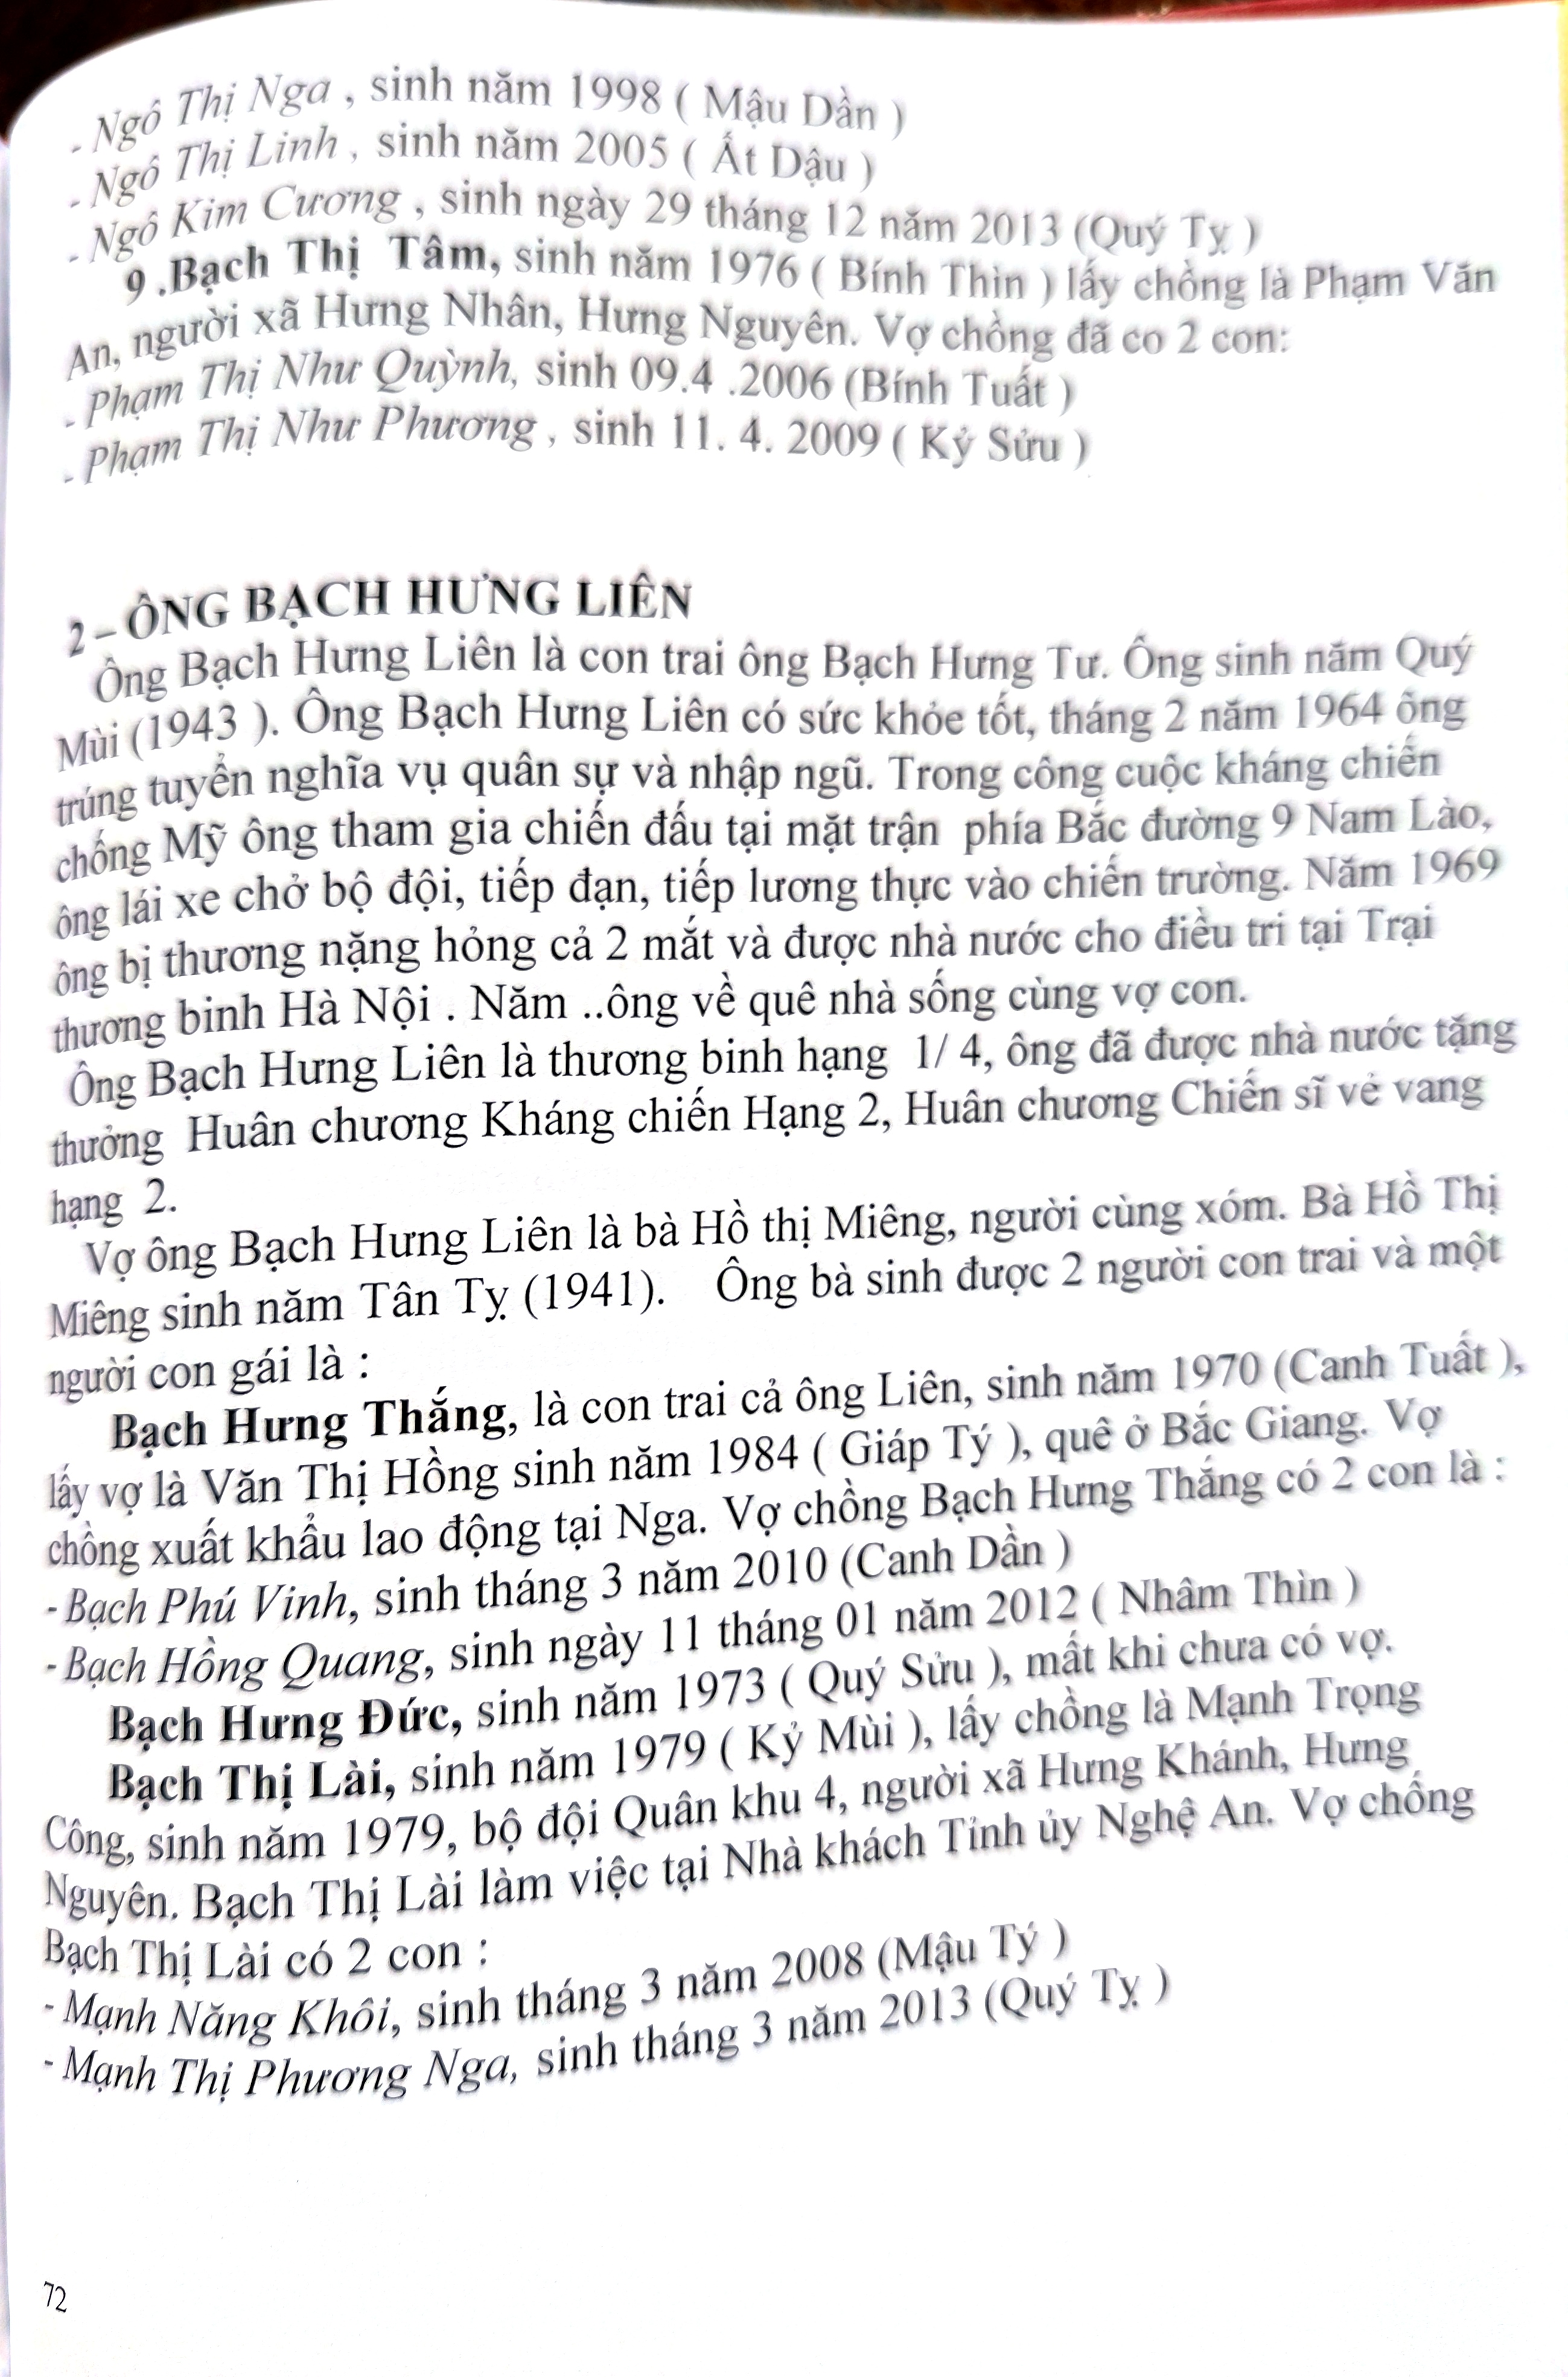 - Ngô Thị Nga , sinh năm 1998 ( Mậu Dần )
- Ngô Thị Linh , sinh năm 2005 ( Ất Dậu )
- Ngô Kim Cương , sinh ngày 29 tháng 12 năm 2013 (Quý Tỵ )
9 .Bạch Thị Tâm, sinh năm 1976 ( Bính Thìn ) lấy chồng là Phạm Văn
An, người xã Hưng Nhân, Hưng Nguyên. Vợ chồng đã co 2 con:
- Phạm Thị Như Quỳnh, sinh 09.4 .2006 (Bính Tuất )
- Phạm Thị Như Phương , sinh 11. 4. 2009 ( Kỷ Sửu )
2 – ÔNG BẠCH HƯNG LIÊN
Ông Bạch Hưng Liên là con trai ông Bạch Hưng Tư. Ông sinh năm Quý
Mùi (1943 ). Ông Bạch Hưng Liên có sức khỏe tốt, tháng 2 năm 1964 ông
trúng tuyển nghĩa vụ quân sự và nhập ngũ. Trong công cuộc kháng chiến
chống Mỹ ông tham gia chiến đấu tại mặt trận phía Bắc đường 9 Nam Lào,
ông lái xe chở bộ đội, tiếp đạn, tiếp lương thực vào chiến trường. Năm 1969
ông bị thương nặng hỏng cả 2 mắt và được nhà nước cho điều tri tại Trại
thương binh Hà Nội . Năm ..ông về quê nhà sống cùng vợ con.
Ông Bạch Hưng Liên là thương binh hạng 1/ 4, ông đã được nhà nước tặng
thưởng Huân chương Kháng chiến Hạng 2, Huân chương Chiến sĩ vẻ vang
hạng 2.
Vợ ông Bạch Hưng Liên là bà Hồ thị Miêng, người cùng xóm. Bà Hồ Thị
Miêng sinh năm Tân Tỵ (1941). Ông bà sinh được 2 người con trai và một
người con gái là :
Bạch Hưng Thắng, là con trai cả ông Liên, sinh năm 1970 (Canh Tuất ),
lấy vợ là Văn Thị Hồng sinh năm 1984 ( Giáp Tý ), quê ở Bắc Giang. Vợ
chồng xuất khẩu lao động tại Nga. Vợ chồng Bạch Hưng Thắng có 2 con là :
- Bạch Phú Vinh, sinh tháng 3 năm 2010 (Canh Dần )
- Bạch Hồng Quang, sinh ngày 11 tháng 01 năm 2012 ( Nhâm Thìn )
Bạch Hưng Đức, sinh năm 1973 ( Quý Sửu ), mất khi chưa có vợ.
Bạch Thị Lài, sinh năm 1979 ( Kỷ Mùi ), lấy chồng là Mạnh Trọng
Công, sinh năm 1979, bộ đội Quân khu 4, người xã Hưng Khánh, Hưng
Nguyên. Bạch Thị Lài làm việc tại Nhà khách Tỉnh ủy Nghệ An. Vợ chồng
Bạch Thị Lài có 2 con :
- Mạnh Năng Khôi, sinh tháng 3 năm 2008 (Mậu Tý )
- Mạnh Thị Phương Nga, sinh tháng 3 năm 2013 (Quý Tỵ )
72